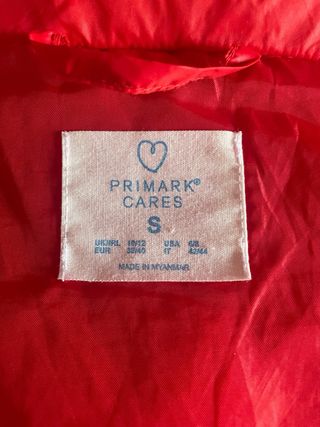 PRIMARK®
CARES
S
UK/IRL 10/12 USA 6/8
EUR 38/40 IT 42/44
MADE IN MYANMAR